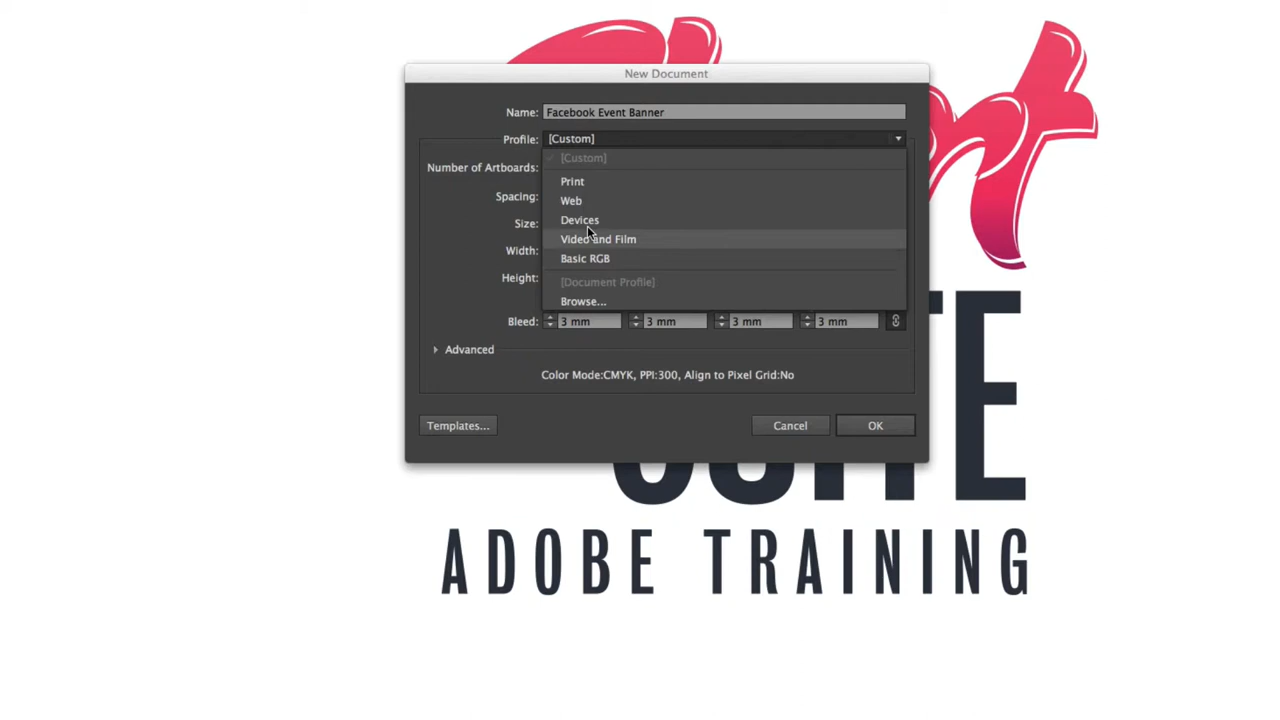 New Document
Name: Facebook Event Banner
Profile: [Custom]
[Custom]
Number of Artboards:
Print
Spacing:
Web
Size:
Devices
Video and Film
Width:
Basic RGB
Height:
[Document Profile]
Browse...
Bleed: 3 mm 3 mm 3 mm 3 mm
Advanced
Color Mode:CMYK, PPI:300, Align to Pixel Grid:No
Templates... Cancel OK
ADOBE TRAINING